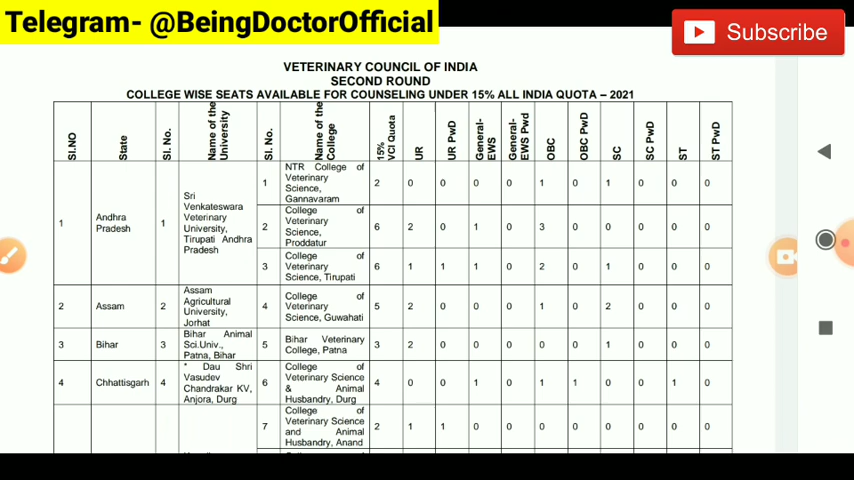 Telegram- @BeingDoctorOfficial
Subscribe
VETERINARY COUNCIL OF INDIA
SECOND ROUND
COLLEGE WISE SEATS AVAILABLE FOR COUNSELING UNDER 15% ALL INDIA QUOTA – 2021
Sl.NO State Sl. No. Name of the University Sl. No. Name of the College 15% VCI Quota UR UR PwD General-EWS General-EWS Pwd OBC OBC PwD SC SC PwD ST ST PwD
1 Andhra Pradesh 1 Sri Venkateswara Veterinary University, Tirupati Andhra Pradesh 1 NTR College of Veterinary Science, Gannavaram 2 0 0 0 0 1 0 1 0 0 0
2 College of Veterinary Science, Proddatur 6 2 0 1 0 3 0 0 0 0 0
3 College of Veterinary Science, Tirupati 6 1 1 1 0 2 0 1 0 0 0
2 Assam 2 Assam Agricultural University, Jorhat 4 College of Veterinary Science, Guwahati 5 2 0 0 0 1 0 2 0 0 0
3 Bihar 3 Bihar Animal Sci.Univ., Patna, Bihar 5 Bihar Veterinary College, Patna 3 2 0 0 0 0 0 1 0 0 0
4 Chhattisgarh 4 * Dau Shri Vasudev Chandrakar KV, Anjora, Durg 6 College of Veterinary Science & Animal Husbandry, Durg 4 0 0 1 0 1 1 0 0 1 0
7 College of Veterinary Science and Animal Husbandry, Anand 2 1 1 0 0 0 0 0 0 0 0